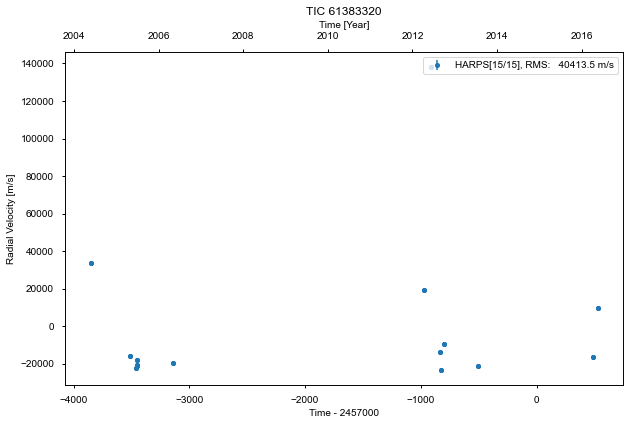 TIC 61383320
Time [Year]
2004 2006 2008 2010 2012 2014 2016
HARPS[15/15], RMS: 40413.5 m/s
140000
120000
100000
80000
60000
40000
20000
0
−20000
Radial Velocity [m/s]
−4000 −3000 −2000 −1000 0
Time - 2457000